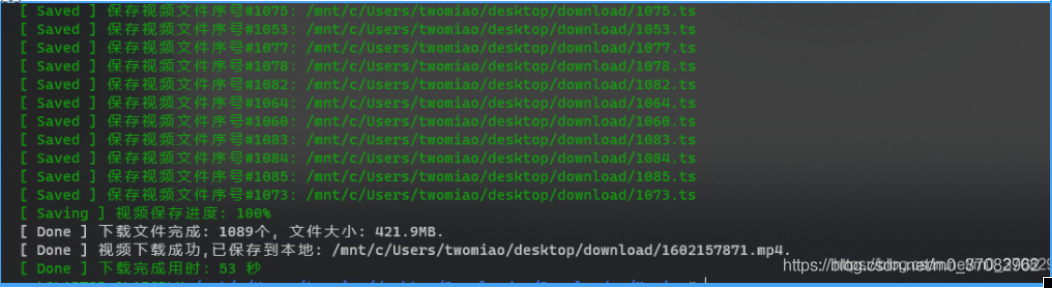 [ Saved ] 保存视频文件序号#1075: /mnt/c/Users/twomiao/desktop/download/1075.ts
[ Saved ] 保存视频文件序号#1053: /mnt/c/Users/twomiao/desktop/download/1053.ts
[ Saved ] 保存视频文件序号#1077: /mnt/c/Users/twomiao/desktop/download/1077.ts
[ Saved ] 保存视频文件序号#1078: /mnt/c/Users/twomiao/desktop/download/1078.ts
[ Saved ] 保存视频文件序号#1082: /mnt/c/Users/twomiao/desktop/download/1082.ts
[ Saved ] 保存视频文件序号#1064: /mnt/c/Users/twomiao/desktop/download/1064.ts
[ Saved ] 保存视频文件序号#1060: /mnt/c/Users/twomiao/desktop/download/1060.ts
[ Saved ] 保存视频文件序号#1083: /mnt/c/Users/twomiao/desktop/download/1083.ts
[ Saved ] 保存视频文件序号#1084: /mnt/c/Users/twomiao/desktop/download/1084.ts
[ Saved ] 保存视频文件序号#1085: /mnt/c/Users/twomiao/desktop/download/1085.ts
[ Saved ] 保存视频文件序号#1073: /mnt/c/Users/twomiao/desktop/download/1073.ts
[ Saving ] 视频保存进度: 100%
[ Done ] 下载文件完成: 1089个, 文件大小: 421.9MB.
[ Done ] 视频下载成功,已保存到本地: /mnt/c/Users/twomiao/desktop/download/1602157871.mp4.
[ Done ] 下载完成用时: 53 秒